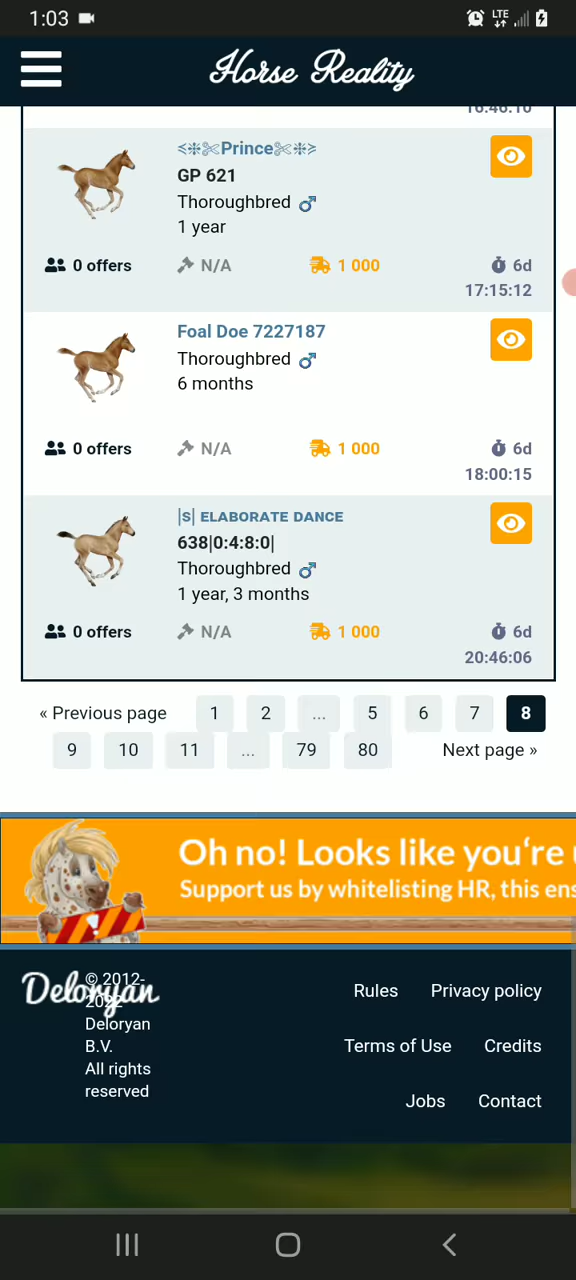 1:03
LTE
Horse Reality
16:46:10
<❈✄Prince✄❈>
GP 621
Thoroughbred ♂
1 year
0 offers N/A 1 000 6d
17:15:12
Foal Doe 7227187
Thoroughbred ♂
6 months
0 offers N/A 1 000 6d
18:00:15
|s| ᴇʟᴀʙᴏʀᴀᴛᴇ ᴅᴀɴᴄᴇ
638|0:4:8:0|
Thoroughbred ♂
1 year, 3 months
0 offers N/A 1 000 6d
20:46:06
« Previous page 1 2 ... 5 6 7 8
9 10 11 ... 79 80 Next page »
Oh no! Looks like you‘re
Support us by whitelisting HR, this ens
Deloryan
© 2012-
2022
Deloryan
B.V.
All rights
reserved
Rules Privacy policy
Terms of Use Credits
Jobs Contact